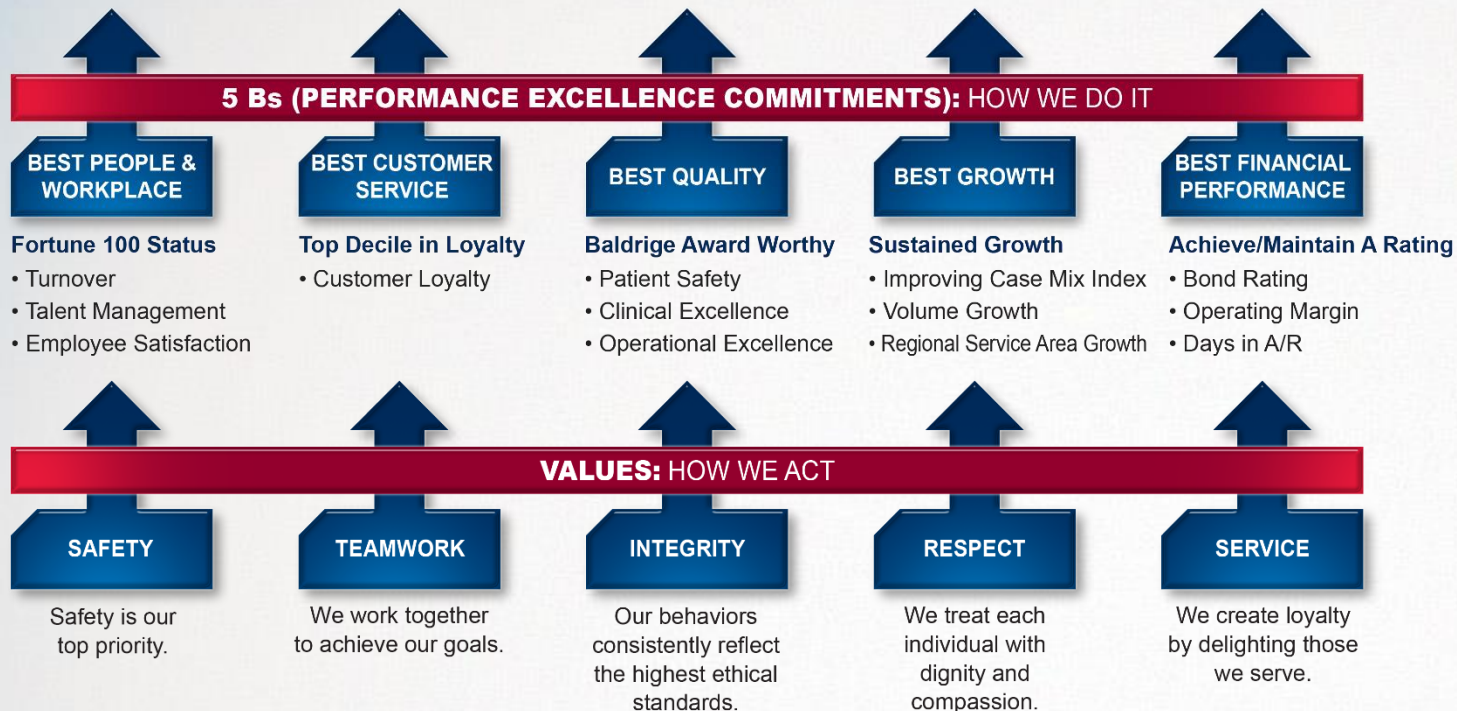 5 Bs (PERFORMANCE EXCELLENCE COMMITMENTS): HOW WE DO IT
BEST PEOPLE &
WORKPLACE
Fortune 100 Status
• Turnover
• Talent Management
• Employee Satisfaction
BEST CUSTOMER
SERVICE
Top Decile in Loyalty
• Customer Loyalty
BEST QUALITY
Baldrige Award Worthy
• Patient Safety
• Clinical Excellence
• Operational Excellence
BEST GROWTH
Sustained Growth
• Improving Case Mix Index
• Volume Growth
• Regional Service Area Growth
BEST FINANCIAL
PERFORMANCE
Achieve/Maintain A Rating
• Bond Rating
• Operating Margin
• Days in A/R
VALUES: HOW WE ACT
SAFETY
Safety is our
top priority.
TEAMWORK
We work together
to achieve our goals.
INTEGRITY
Our behaviors
consistently reflect
the highest ethical
standards.
RESPECT
We treat each
individual with
dignity and
compassion.
SERVICE
We create loyalty
by delighting those
we serve.